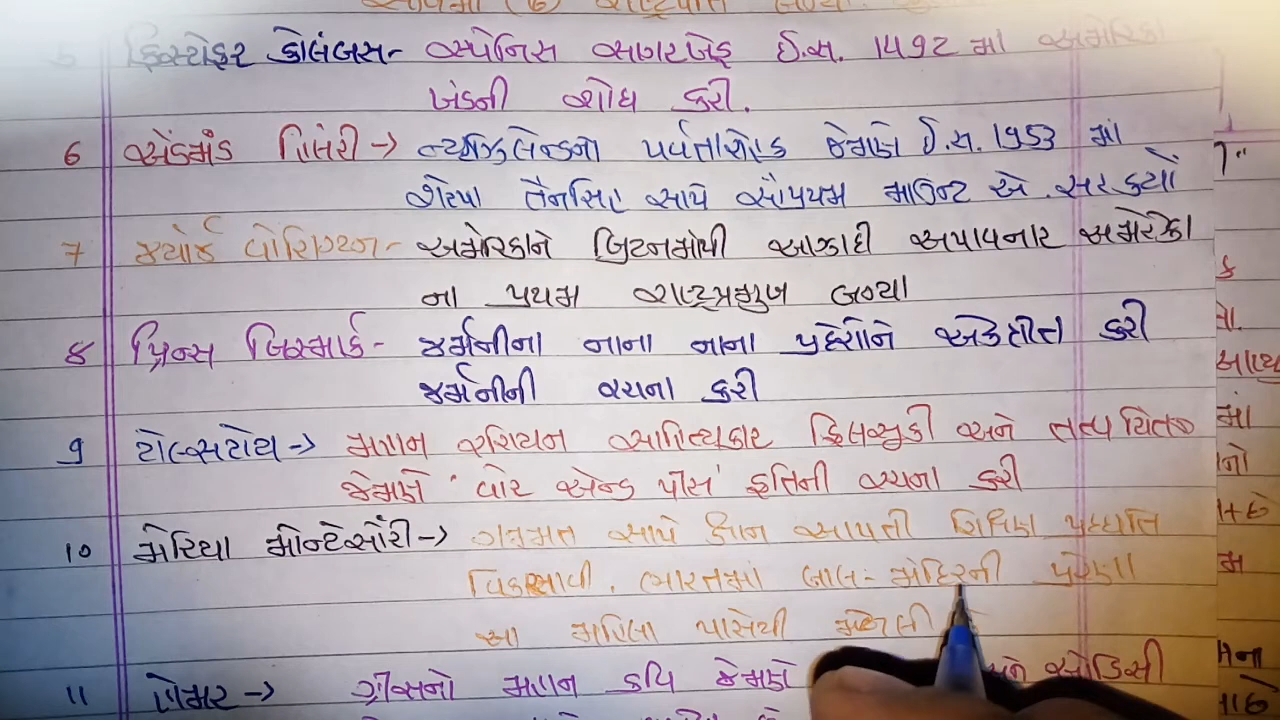 ક્રિસ્ટોફર કોલંબસ- સ્પેનિસ સાગરખેડુ ઈ.સ. 1492 માં અમેરિકા
ખંડની શોધ કરી.
6 એડમંડ હિલેરી → ન્યૂઝીલેન્ડના પર્વતારોહક જેમણે ઈ.સ. 1953 માં
શેરપા તેનસિંહ સાથે સૌપ્રથમ માઉન્ટ એ. સર કર્યો
7 જ્યોર્જ વોશિંગ્ટન- અમેરિકાને બ્રિટનમાંથી આઝાદી અપાવનાર અમેરિકા
ના પ્રથમ રાષ્ટ્રપ્રમુખ બન્યા
8 પ્રિન્સ બિસ્માર્ક- જર્મનીના નાના નાના પ્રદેશોને એકત્રીત કરી
જર્મનીની રચના કરી
9 ટોલ્સટોય → મહાન રશિયન સાહિત્યકાર ફિલસુફી અને તત્વચિંતક
જેમણે 'વોર એન્ડ પીસ' કૃતિની રચના કરી
10 મેરિયા મોન્ટેસોરી → ગમ્મત સાથે જ્ઞાન આપતી શિક્ષણ પધ્ધતિ
વિકસાવી. ભારતમાં બાલ-મંદિરની પ્રેરણા
આ મહિલા પાસેથી મળેલી
11 હોમર → ગ્રીસનો મહાન કવિ જેમણે ઓડિસી